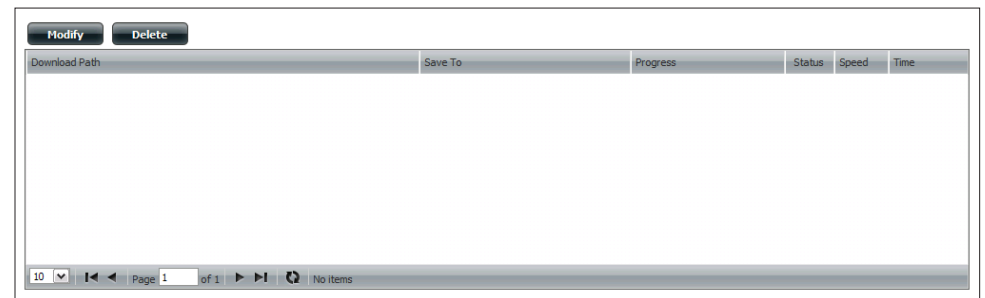 Modify Delete
Download Path Save To Progress Status Speed Time
10 Page 1 of 1 No items